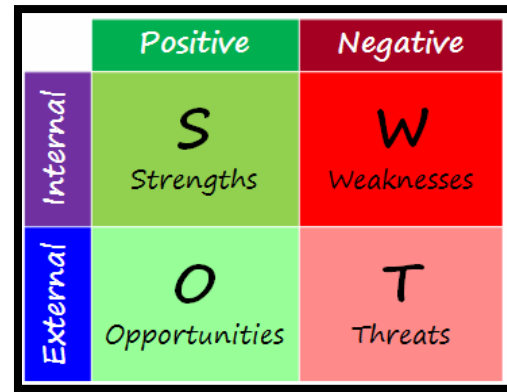 Positive Negative
Internal
S W
Strengths Weaknesses
External
O T
Opportunities Threats